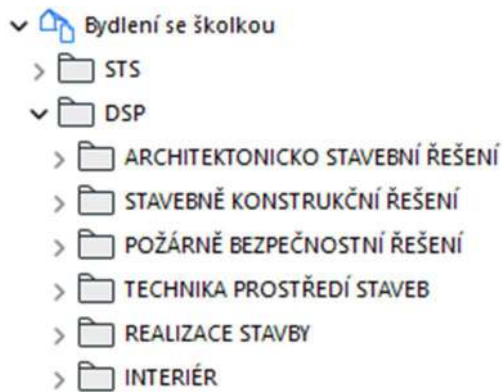 Bydlení se školkou
STS
DSP
ARCHITEKTONICKO STAVEBNÍ ŘEŠENÍ
STAVEBNĚ KONSTRUKČNÍ ŘEŠENÍ
POŽÁRNĚ BEZPEČNOSTNÍ ŘEŠENÍ
TECHNIKA PROSTŘEDÍ STAVEB
REALIZACE STAVBY
INTERIÉR